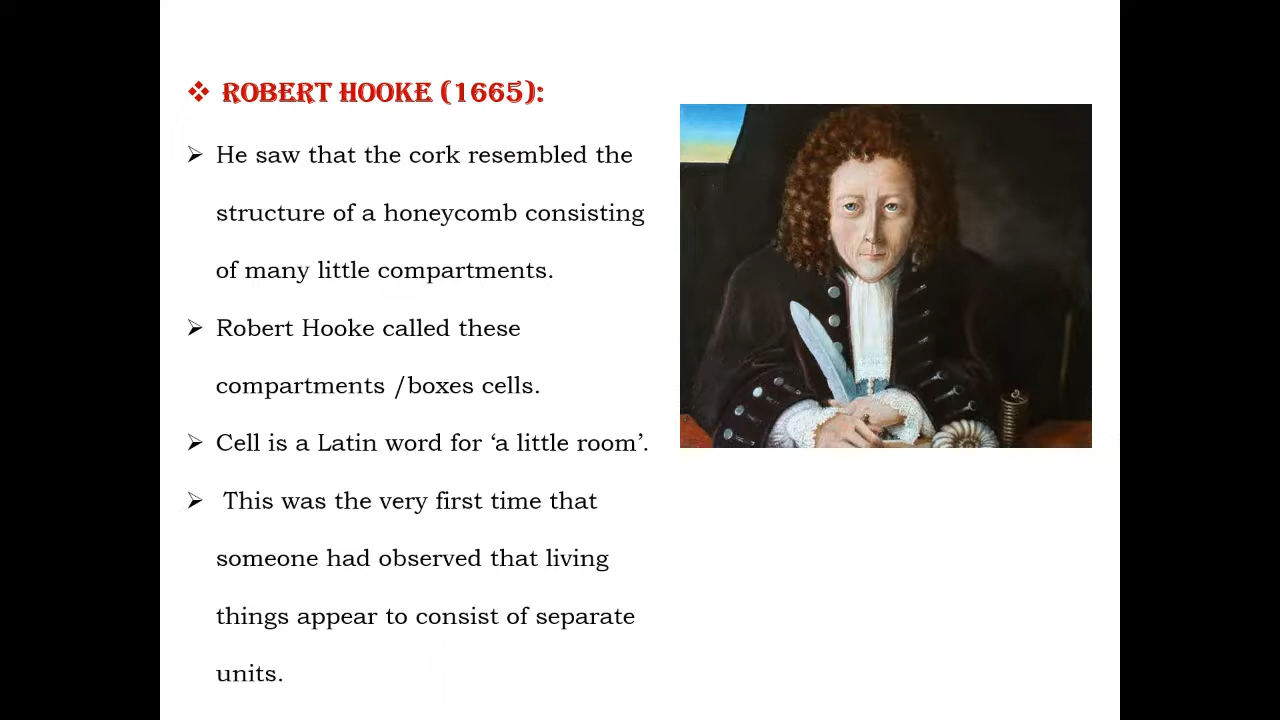 ROBERT HOOKE (1665):
He saw that the cork resembled the
structure of a honeycomb consisting
of many little compartments.
Robert Hooke called these
compartments /boxes cells.
Cell is a Latin word for ‘a little room’.
This was the very first time that
someone had observed that living
things appear to consist of separate
units.